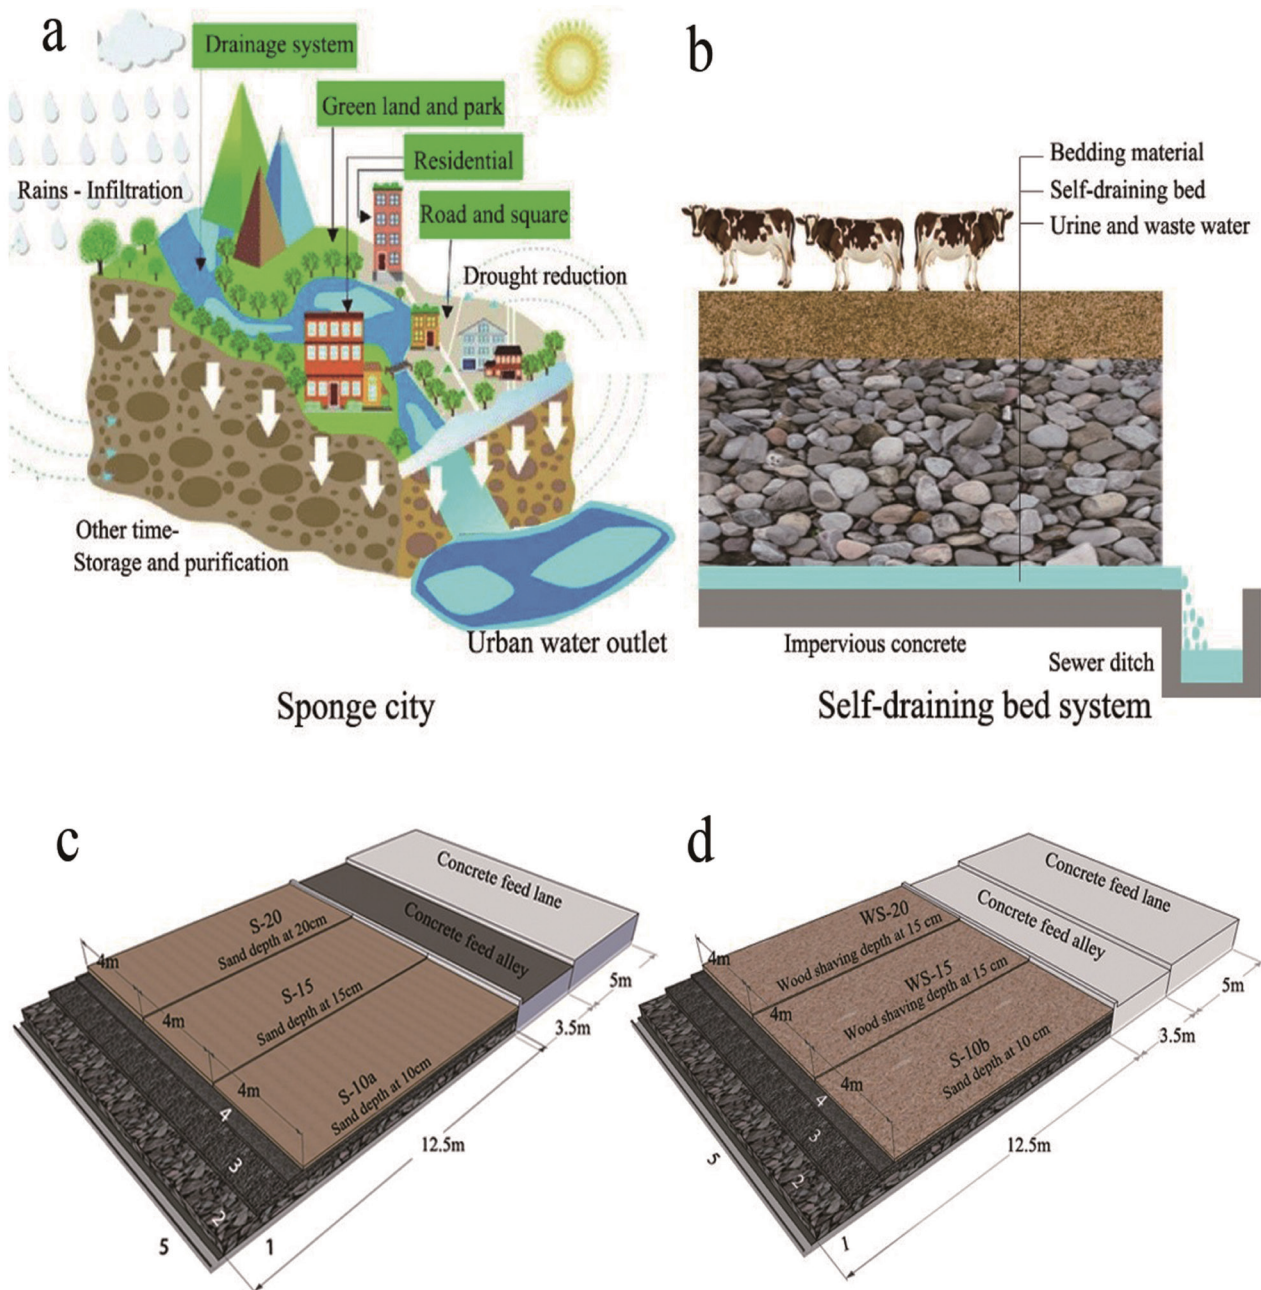 a
Drainage system
Green land and park
Residential
Rains - Infiltration
Road and square
Drought reduction
Other time-
Storage and purification
Urban water outlet
Sponge city
b
Bedding material
Self-draining bed
Urine and waste water
Impervious concrete
Sewer ditch
Self-draining bed system
c
Concrete feed lane
Concrete feed alley
S-20
Sand depth at 20cm
S-15
Sand depth at 15cm
S-10a
Sand depth at 10cm
4m
4m
4m
5m
3.5m
12.5m
4
3
2
5
1
d
Concrete feed lane
Concrete feed alley
WS-20
Wood shaving depth at 15 cm
WS-15
Wood shaving depth at 15 cm
S-10b
Sand depth at 10 cm
4m
4m
4m
5m
3.5m
12.5m
4
3
2
5
1